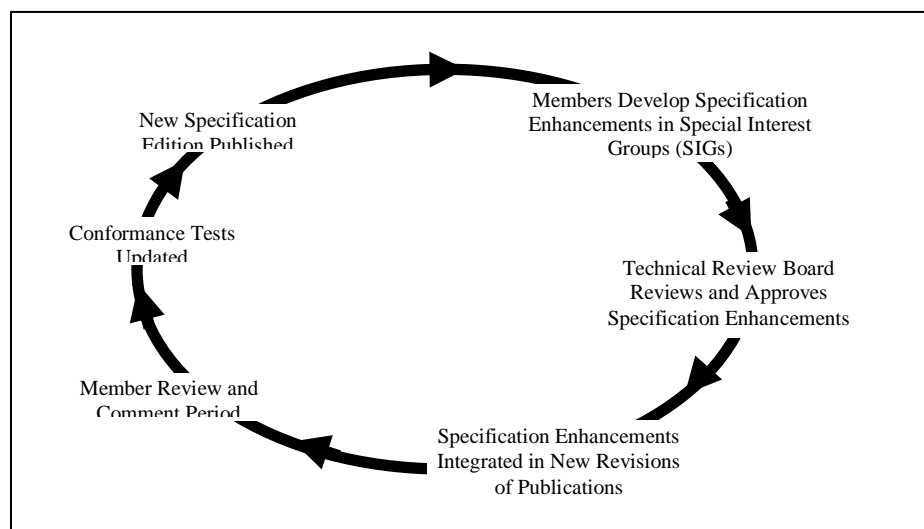 New Specification
Edition Published
Members Develop Specification
Enhancements in Special Interest
Groups (SIGs)
Technical Review Board
Reviews and Approves
Specification Enhancements
Specification Enhancements
Integrated in New Revisions
of Publications
Member Review and
Comment Period
Conformance Tests
Updated